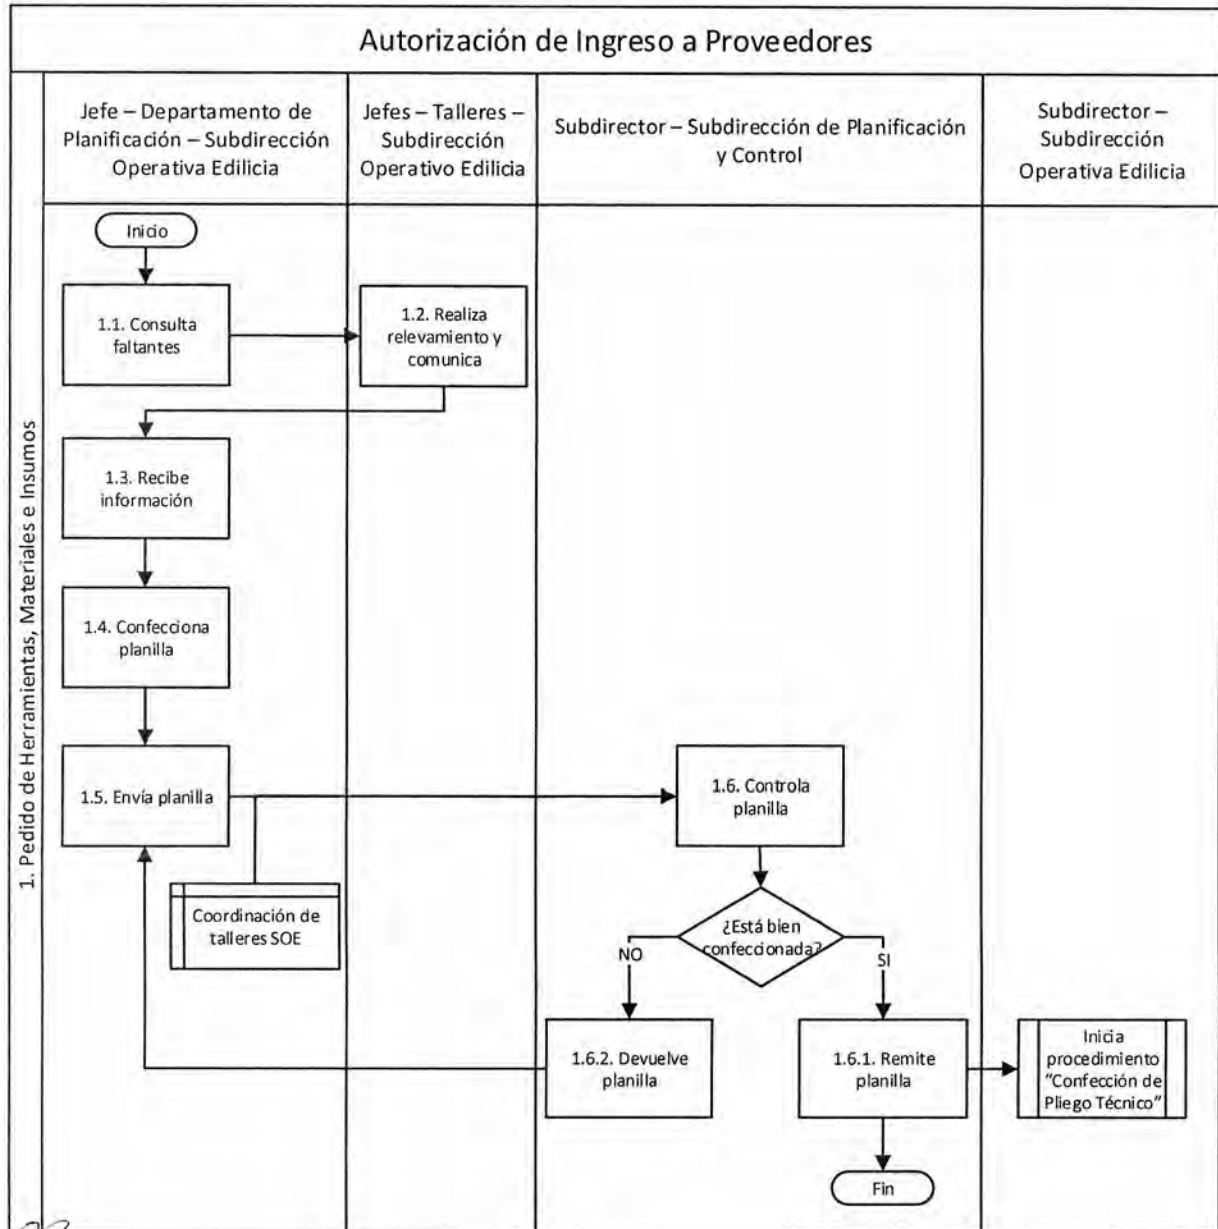 Autorización de Ingreso a Proveedores
Jefe – Departamento de
Planificación – Subdirección
Operativa Edilicia
Jefes – Talleres –
Subdirección
Operativo Edilicia
Subdirector – Subdirección de Planificación
y Control
Subdirector –
Subdirección
Operativa Edilicia
1. Pedido de Herramientas, Materiales e Insumos
Inicio
1.1. Consulta
faltantes
1.2. Realiza
relevamiento y
comunica
1.3. Recibe
información
1.4. Confecciona
planilla
1.5. Envía planilla
1.6. Controla
planilla
Coordinación de
talleres SOE
¿Está bien
confeccionada?
NO
SI
1.6.2. Devuelve
planilla
1.6.1. Remite
planilla
Inicia
procedimiento
"Confección de
Pliego Técnico"
Fin